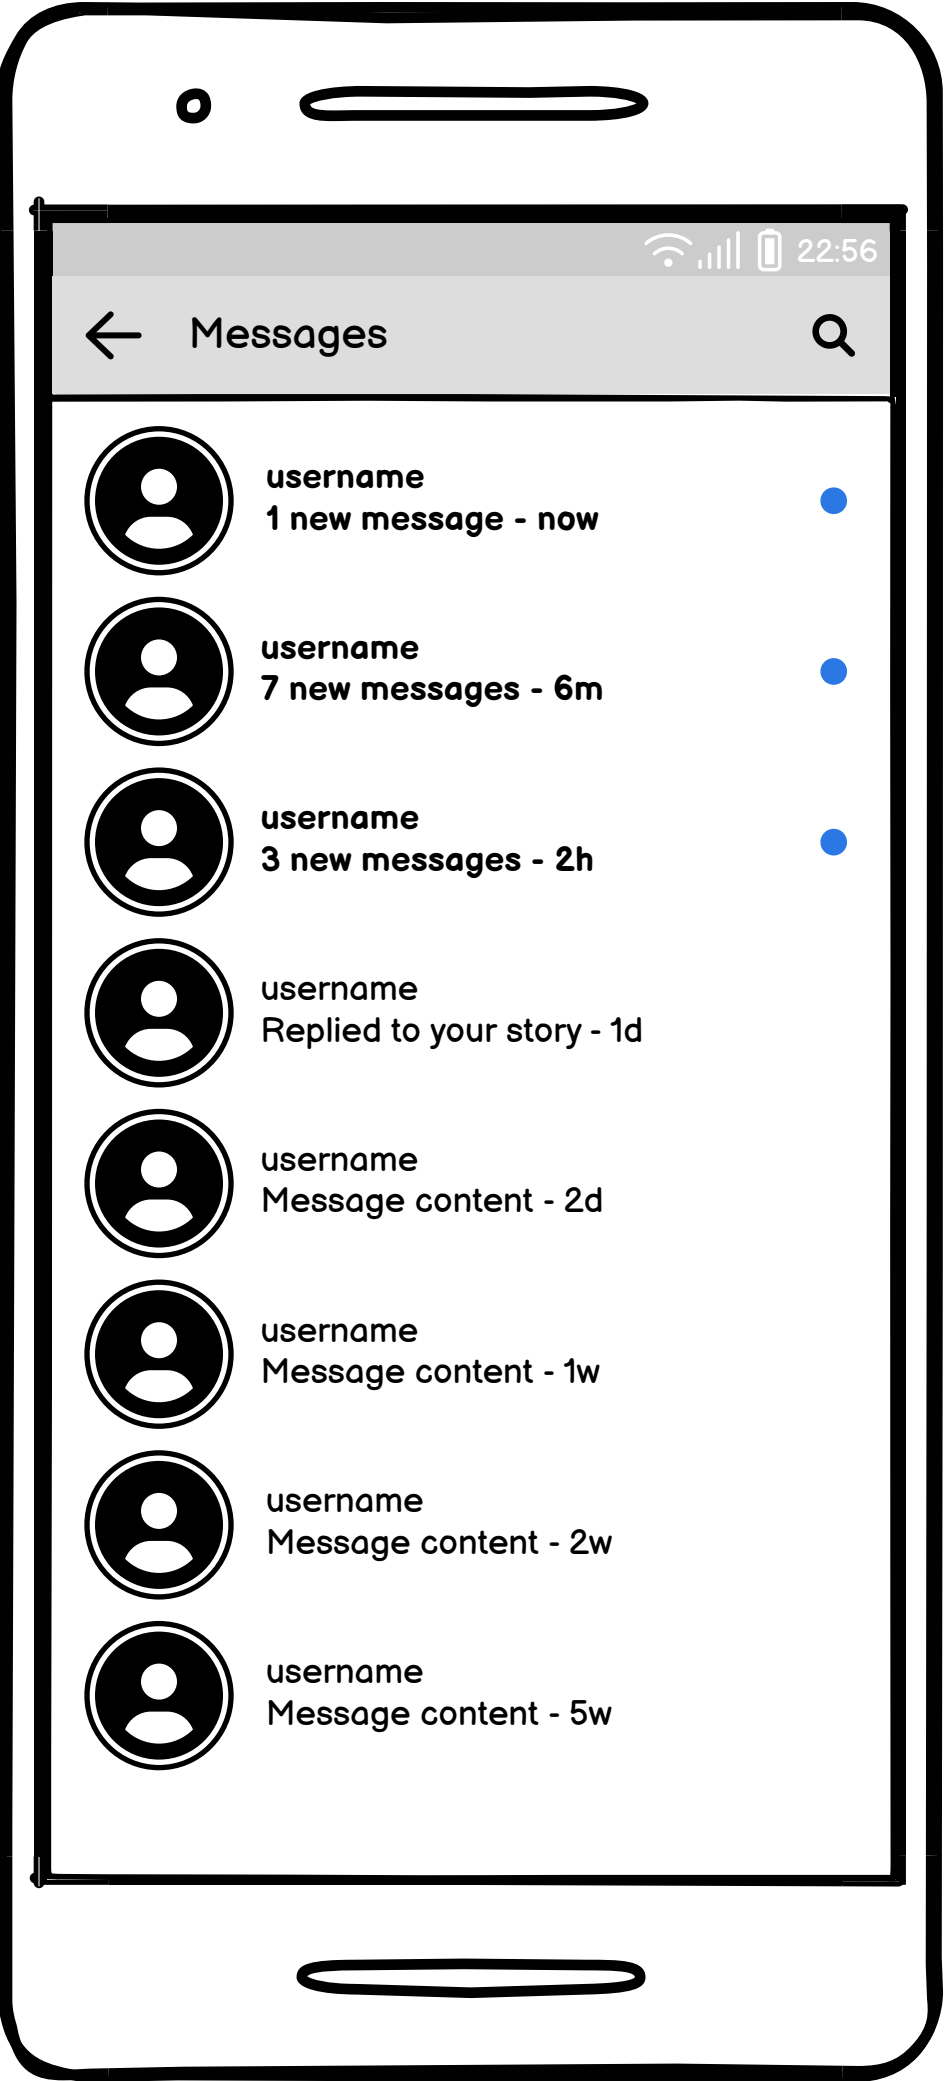 22:56
Messages
username
1 new message - now
username
7 new messages - 6m
username
3 new messages - 2h
username
Replied to your story - 1d
username
Message content - 2d
username
Message content - 1w
username
Message content - 2w
username
Message content - 5w